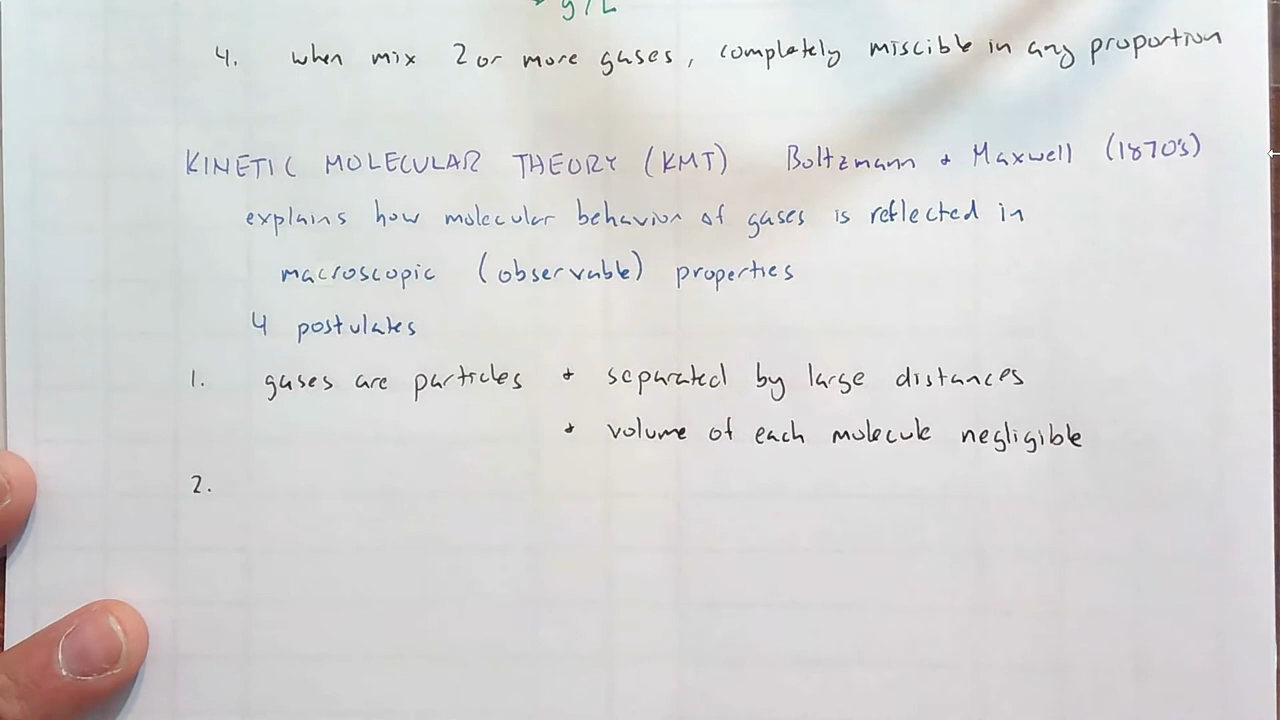 g/L
4. when mix 2 or more gases, completely miscible in any proportion
KINETIC MOLECULAR THEORY (KMT) Boltzmann + Maxwell (1870's)
explains how molecular behavior of gases is reflected in
macroscopic (observable) properties
4 postulates
1. gases are particles + separated by large distances
+ volume of each molecule negligible
2.